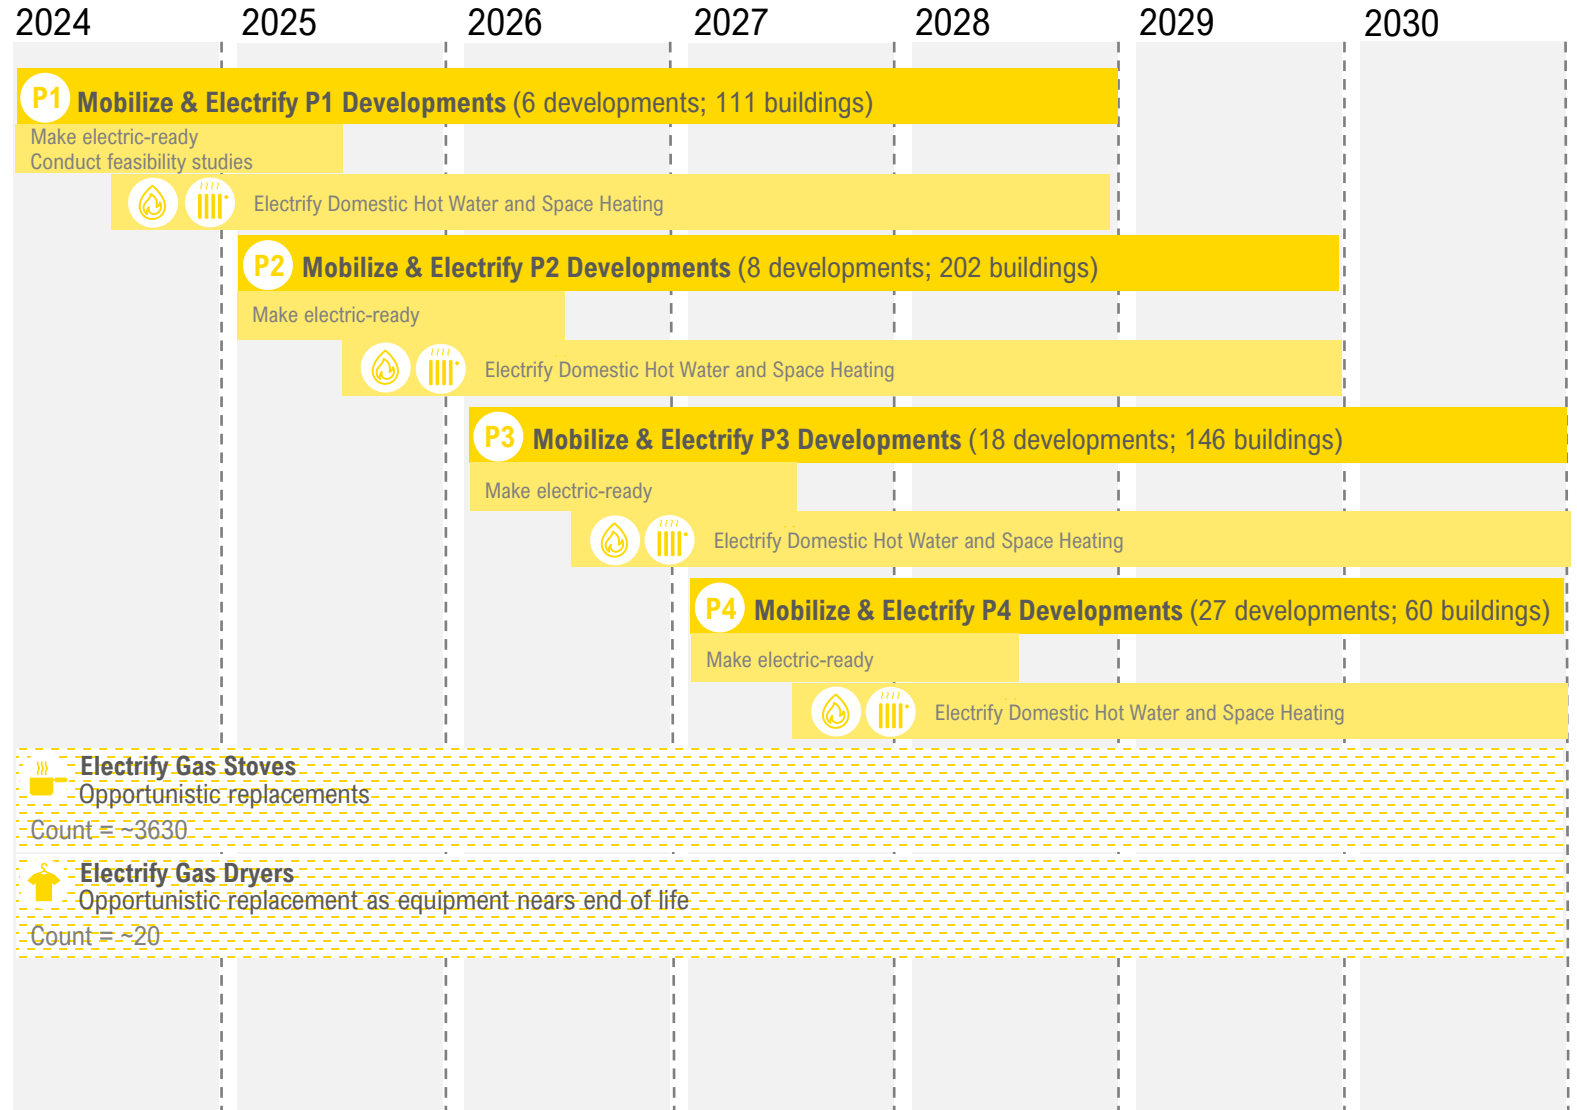 2024 2025 2026 2027 2028 2029 2030
P1 Mobilize & Electrify P1 Developments (6 developments; 111 buildings)
Make electric-ready
Conduct feasibility studies
Electrify Domestic Hot Water and Space Heating
P2 Mobilize & Electrify P2 Developments (8 developments; 202 buildings)
Make electric-ready
Electrify Domestic Hot Water and Space Heating
P3 Mobilize & Electrify P3 Developments (18 developments; 146 buildings)
Make electric-ready
Electrify Domestic Hot Water and Space Heating
P4 Mobilize & Electrify P4 Developments (27 developments; 60 buildings)
Make electric-ready
Electrify Domestic Hot Water and Space Heating
Electrify Gas Stoves
Opportunistic replacements
Count = ~3630
Electrify Gas Dryers
Opportunistic replacement as equipment nears end of life
Count = ~20